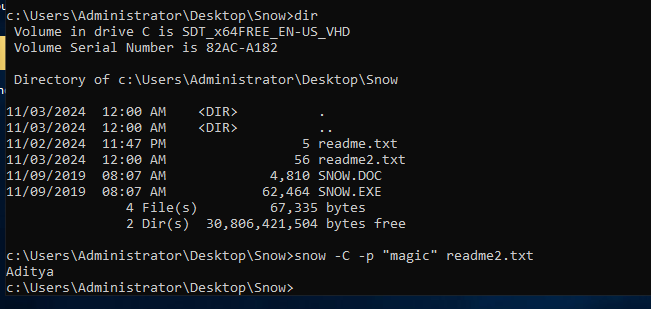 c:\Users\Administrator\Desktop\Snow>dir
Volume in drive C is SDT_x64FREE_EN-US_VHD
Volume Serial Number is 82AC-A182
Directory of c:\Users\Administrator\Desktop\Snow
11/03/2024 12:00 AM <DIR> .
11/03/2024 12:00 AM <DIR> ..
11/02/2024 11:47 PM 5 readme.txt
11/03/2024 12:00 AM 56 readme2.txt
11/09/2019 08:07 AM 4,810 SNOW.DOC
11/09/2019 08:07 AM 62,464 SNOW.EXE
4 File(s) 67,335 bytes
2 Dir(s) 30,806,421,504 bytes free
c:\Users\Administrator\Desktop\Snow>snow -C -p "magic" readme2.txt
Aditya
c:\Users\Administrator\Desktop\Snow>